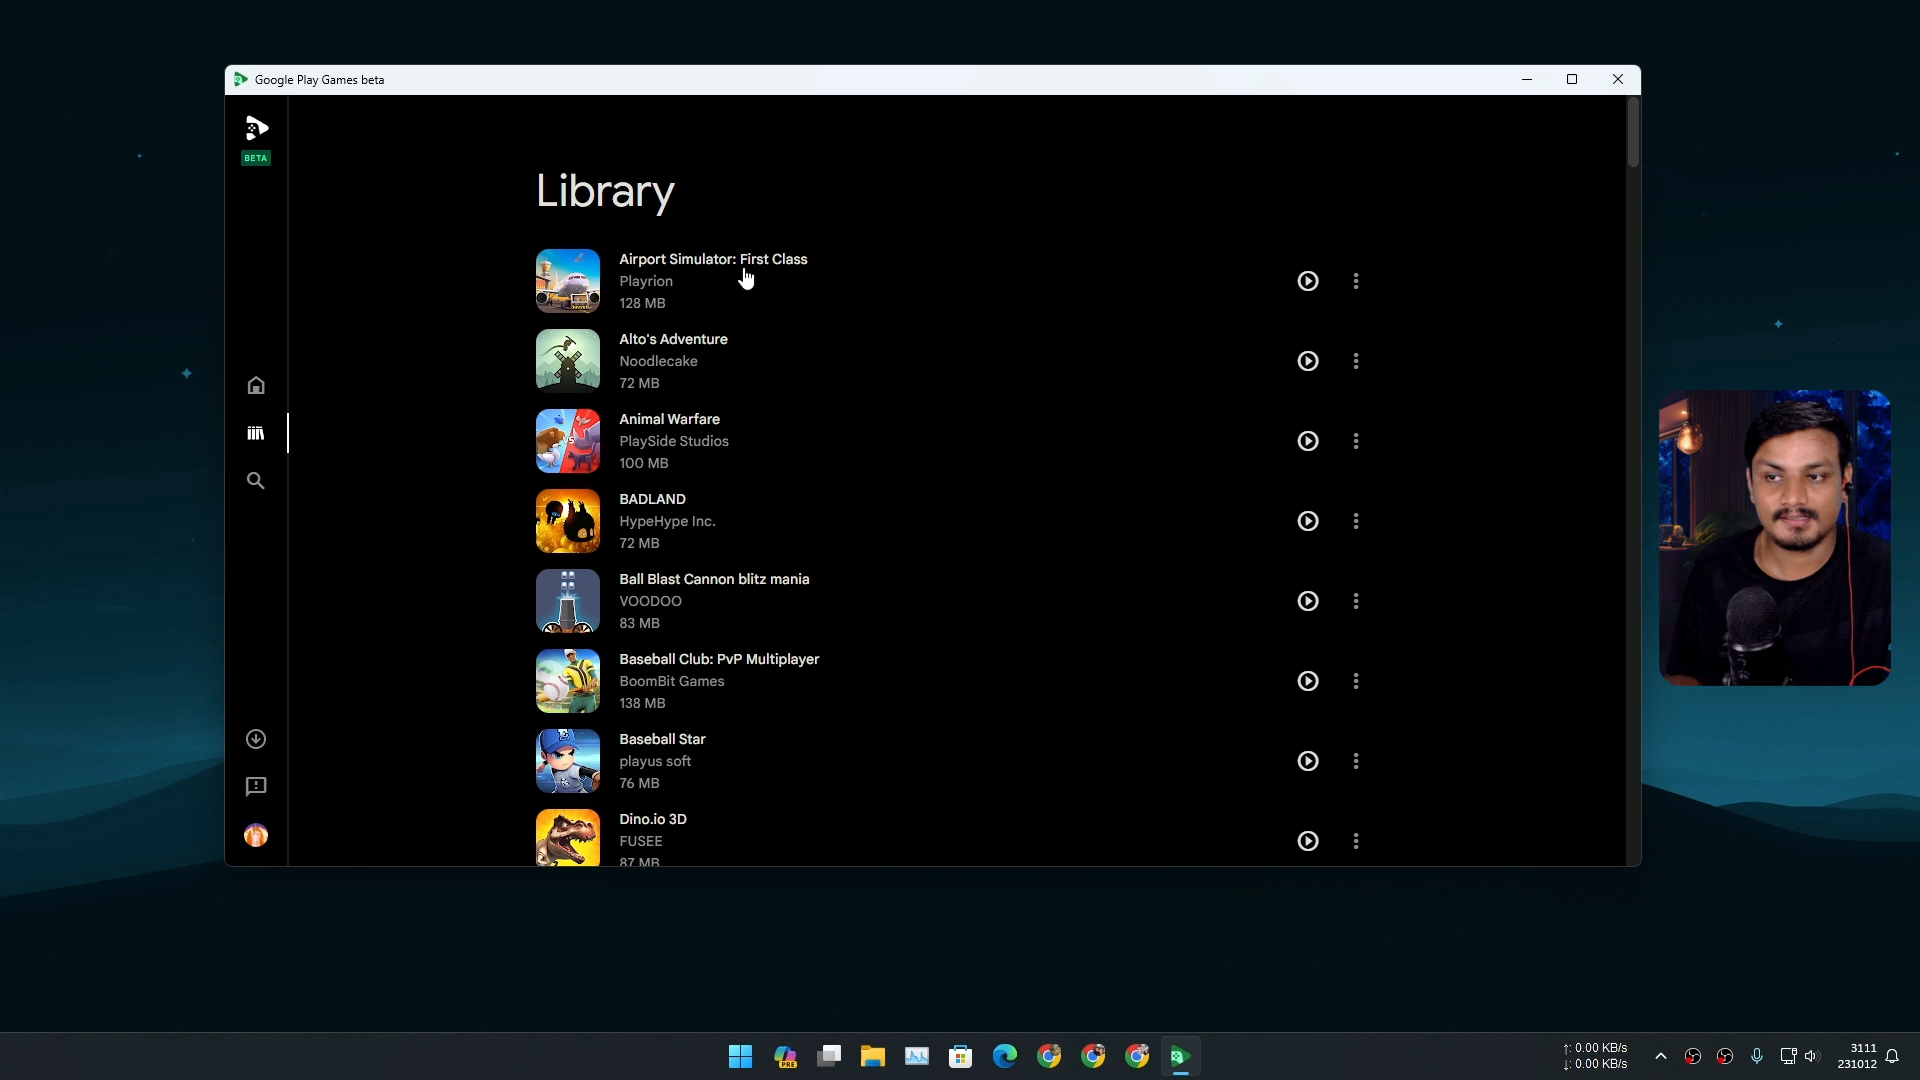 Google Play Games beta
BETA
Library
Airport Simulator: First Class
Playrion
128 MB
Alto's Adventure
Noodlecake
72 MB
Animal Warfare
PlaySide Studios
100 MB
VS
BADLAND
HypeHype Inc.
72 MB
Ball Blast Cannon blitz mania
VOODOO
83 MB
Baseball Club: PvP Multiplayer
BoomBit Games
138 MB
Baseball Star
playus soft
76 MB
Dino.io 3D
FUSEE
87 MB
PRE
↑: 0.00 KB/s
↓: 0.00 KB/s
3111
231012